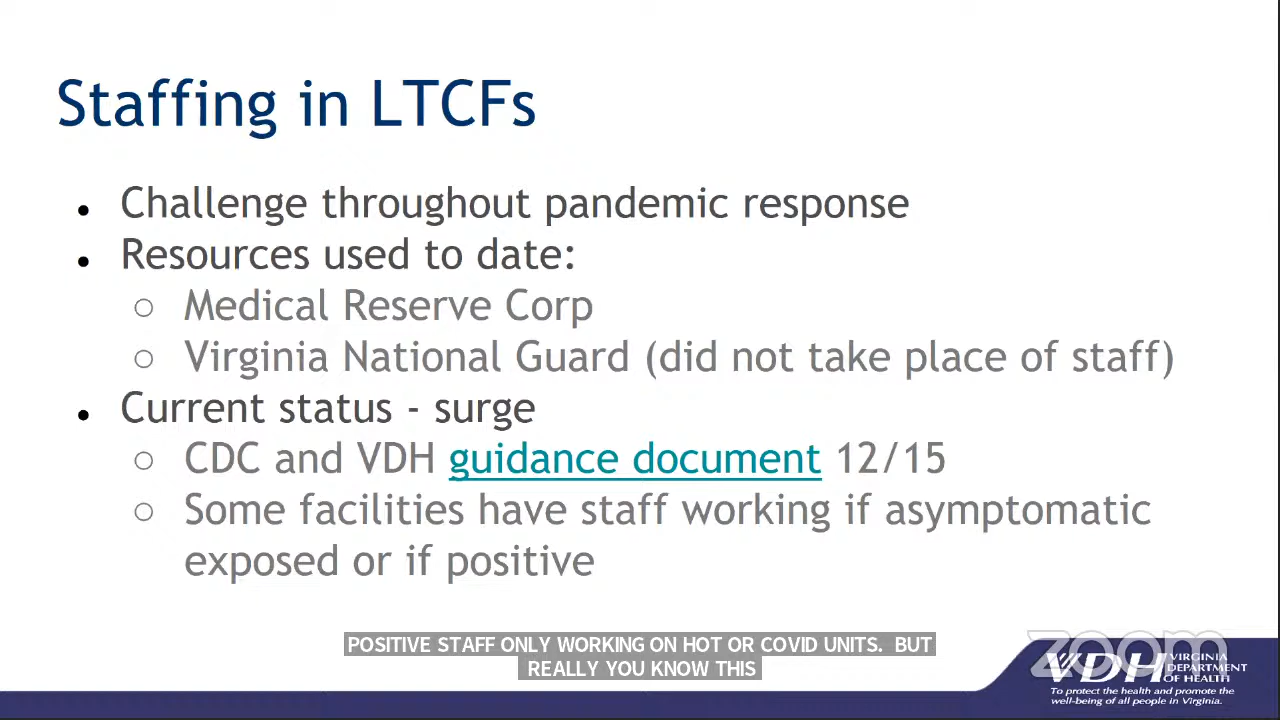 Staffing in LTCFs
● Challenge throughout pandemic response
● Resources used to date:
○ Medical Reserve Corp
○ Virginia National Guard (did not take place of staff)
● Current status - surge
○ CDC and VDH guidance document 12/15
○ Some facilities have staff working if asymptomatic
exposed or if positive
POSITIVE STAFF ONLY WORKING ON HOT OR COVID UNITS. BUT
REALLY YOU KNOW THIS
zoom
VDH VIRGINIA
DEPARTMENT
OF HEALTH
To protect the health and promote the
well-being of all people in Virginia.